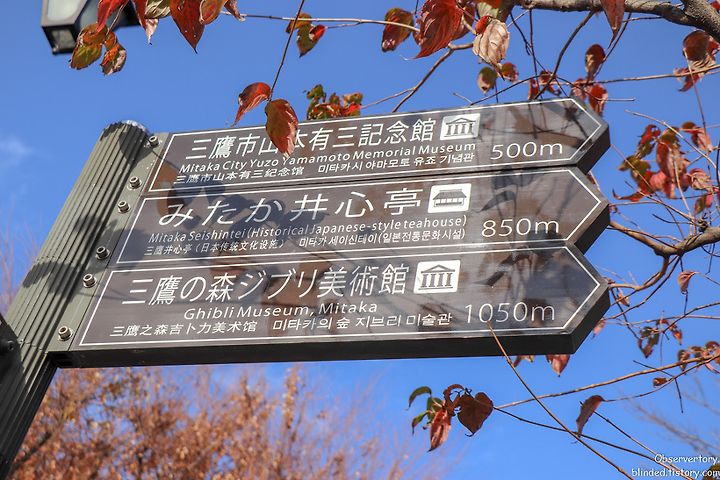 三鷹市山本有三記念館
Mitaka City Yuzo Yamamoto Memorial Museum 500m
三鷹市山本有三纪念馆 미타카시 야마모토 유죠 기념관
みたか井心亭
Mitaka Seishintei (Historical Japanese-style teahouse) 850m
三鷹井心亭（日本传统文化设施） 미타카 세이신테이(일본전통문화시설)
三鷹の森ジブリ美術館
Ghibli Museum, Mitaka 1050m
三鹰之森吉卜力美术馆 미타카의 숲 지브리 미술관
Observertory,
blinded.tistory.com